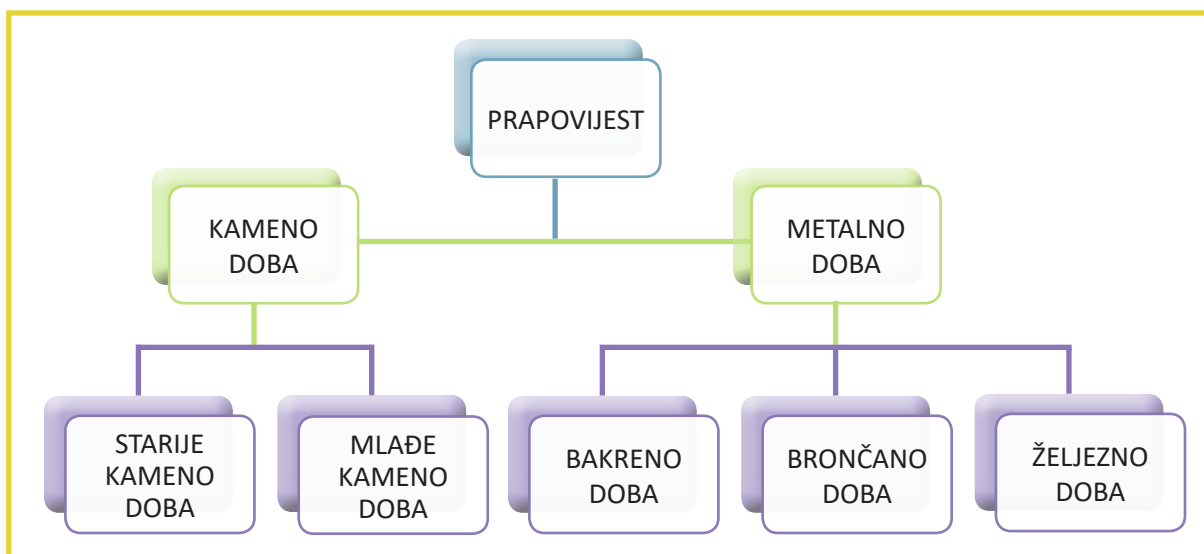 PRAPOVIJEST
KAMENO
DOBA
METALNO
DOBA
STARIJE
KAMENO
DOBA
MLAĐE
KAMENO
DOBA
BAKRENO
DOBA
BRONČANO
DOBA
ŽELJEZNO
DOBA